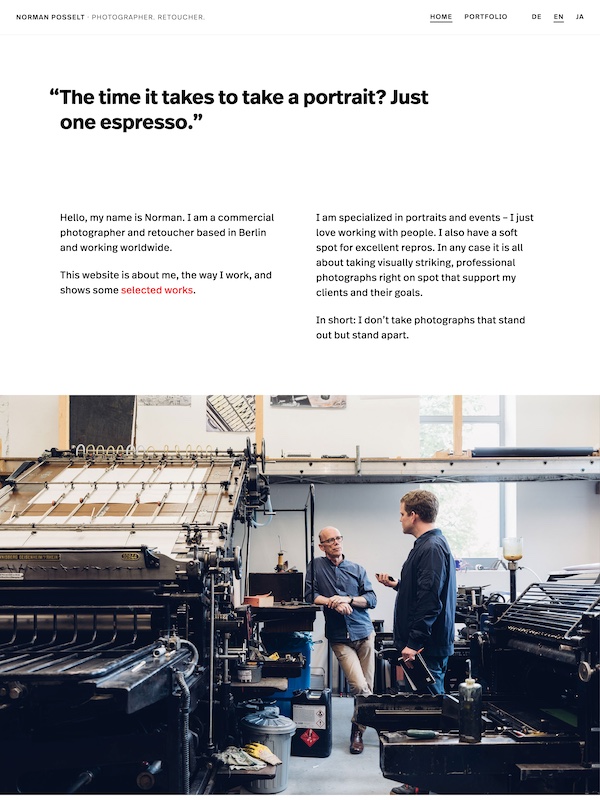 NORMAN POSSELT · PHOTOGRAPHER. RETOUCHER.
HOME PORTFOLIO DE EN JA
“The time it takes to take a portrait? Just
one espresso.”
Hello, my name is Norman. I am a commercial
photographer and retoucher based in Berlin
and working worldwide.
This website is about me, the way I work, and
shows some selected works.
I am specialized in portraits and events – I just
love working with people. I also have a soft
spot for excellent repros. In any case it is all
about taking visually striking, professional
photographs right on spot that support my
clients and their goals.
In short: I don’t take photographs that stand
out but stand apart.